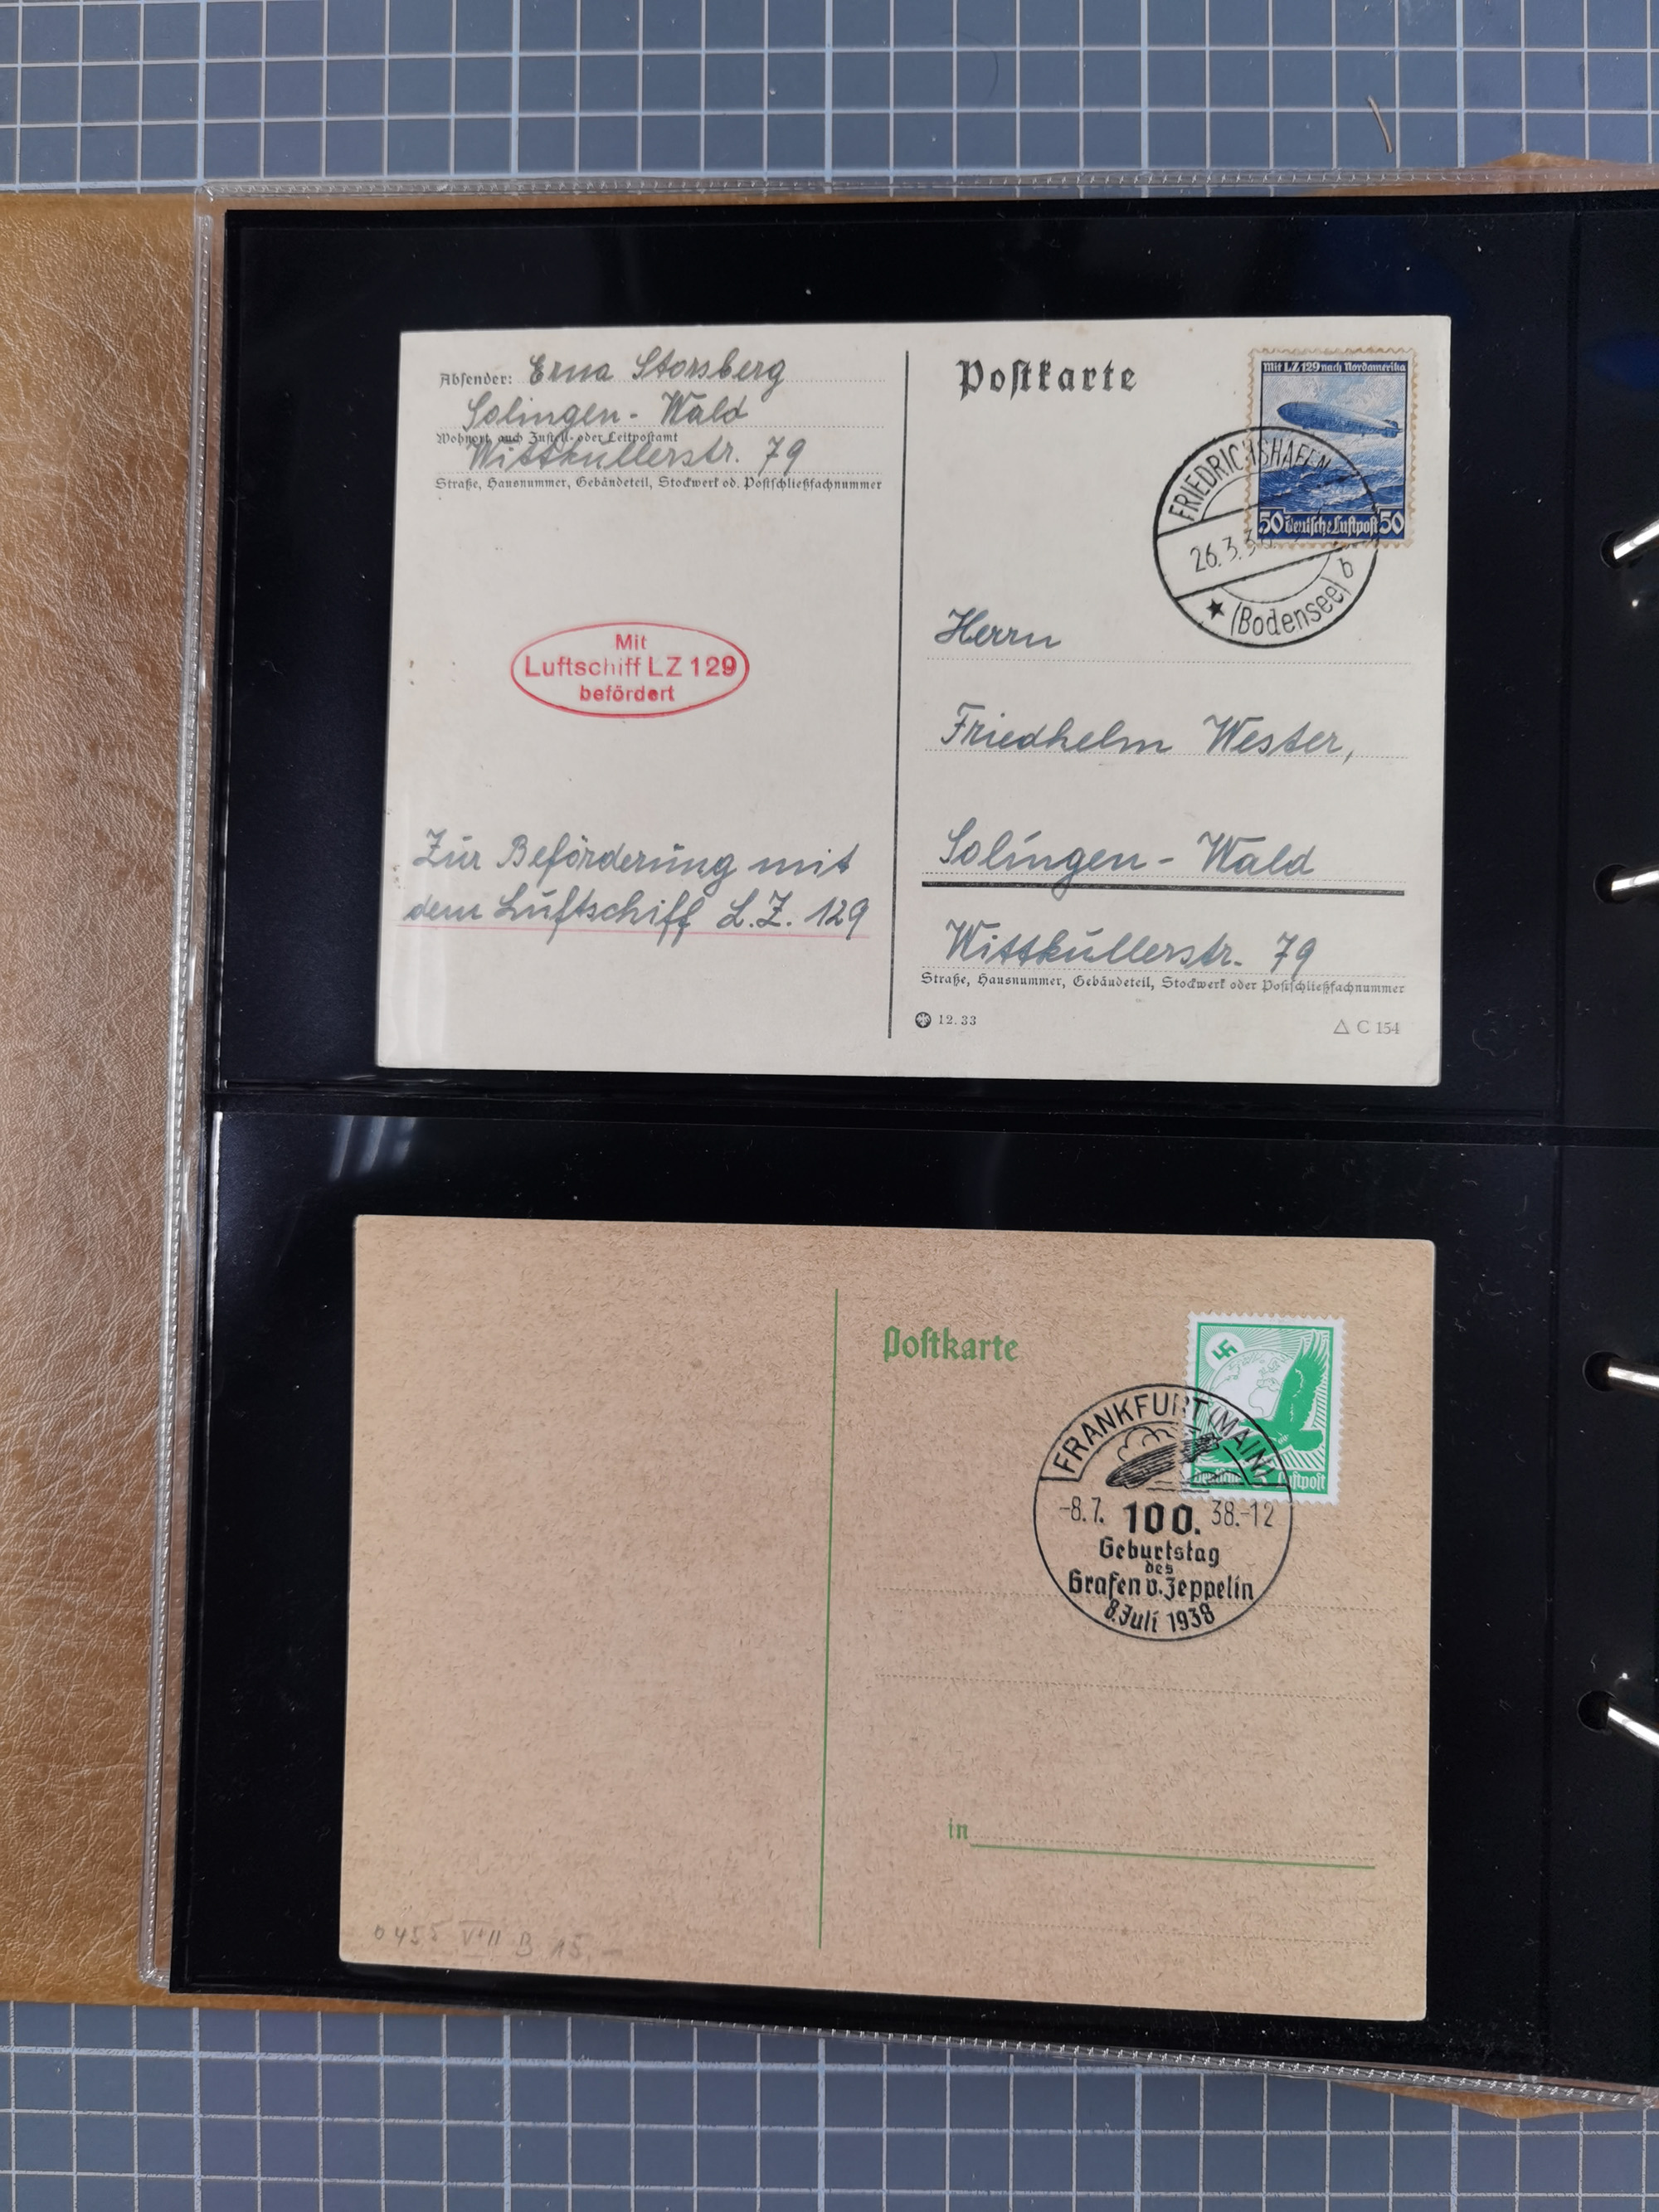 Absender: Erna Storsberg
Solingen-Wald
Wohnort, auch Zustell- oder Leitpostamt
Wittkullerstr. 79
Straße, Hausnummer, Gebäudeteil, Stockwerk od. Postschließfachnummer
Mit
Luftschiff LZ 129
befördert
Zur Beförderung mit
dem Luftschiff L.Z. 129
Postkarte
Mit LZ 129 nach Nordamerika
50 Deutsche Luftpost 50
FRIEDRICHSHAFEN
26.3.3
★ (Bodensee) b
Herrn
Friedhelm Wester,
Solingen - Wald
Wittkullerstr. 79
Straße, Hausnummer, Gebäudeteil, Stockwerk oder Postschließfachnummer
12. 33
△ C 154
Postkarte
Deutsche Luftpost
FRANKFURT (MAIN)
-8.7. 100. 38.-12
Geburtstag
des
Grafen v. Zeppelin
8. Juli 1938
in
0455 V+II B 15.-